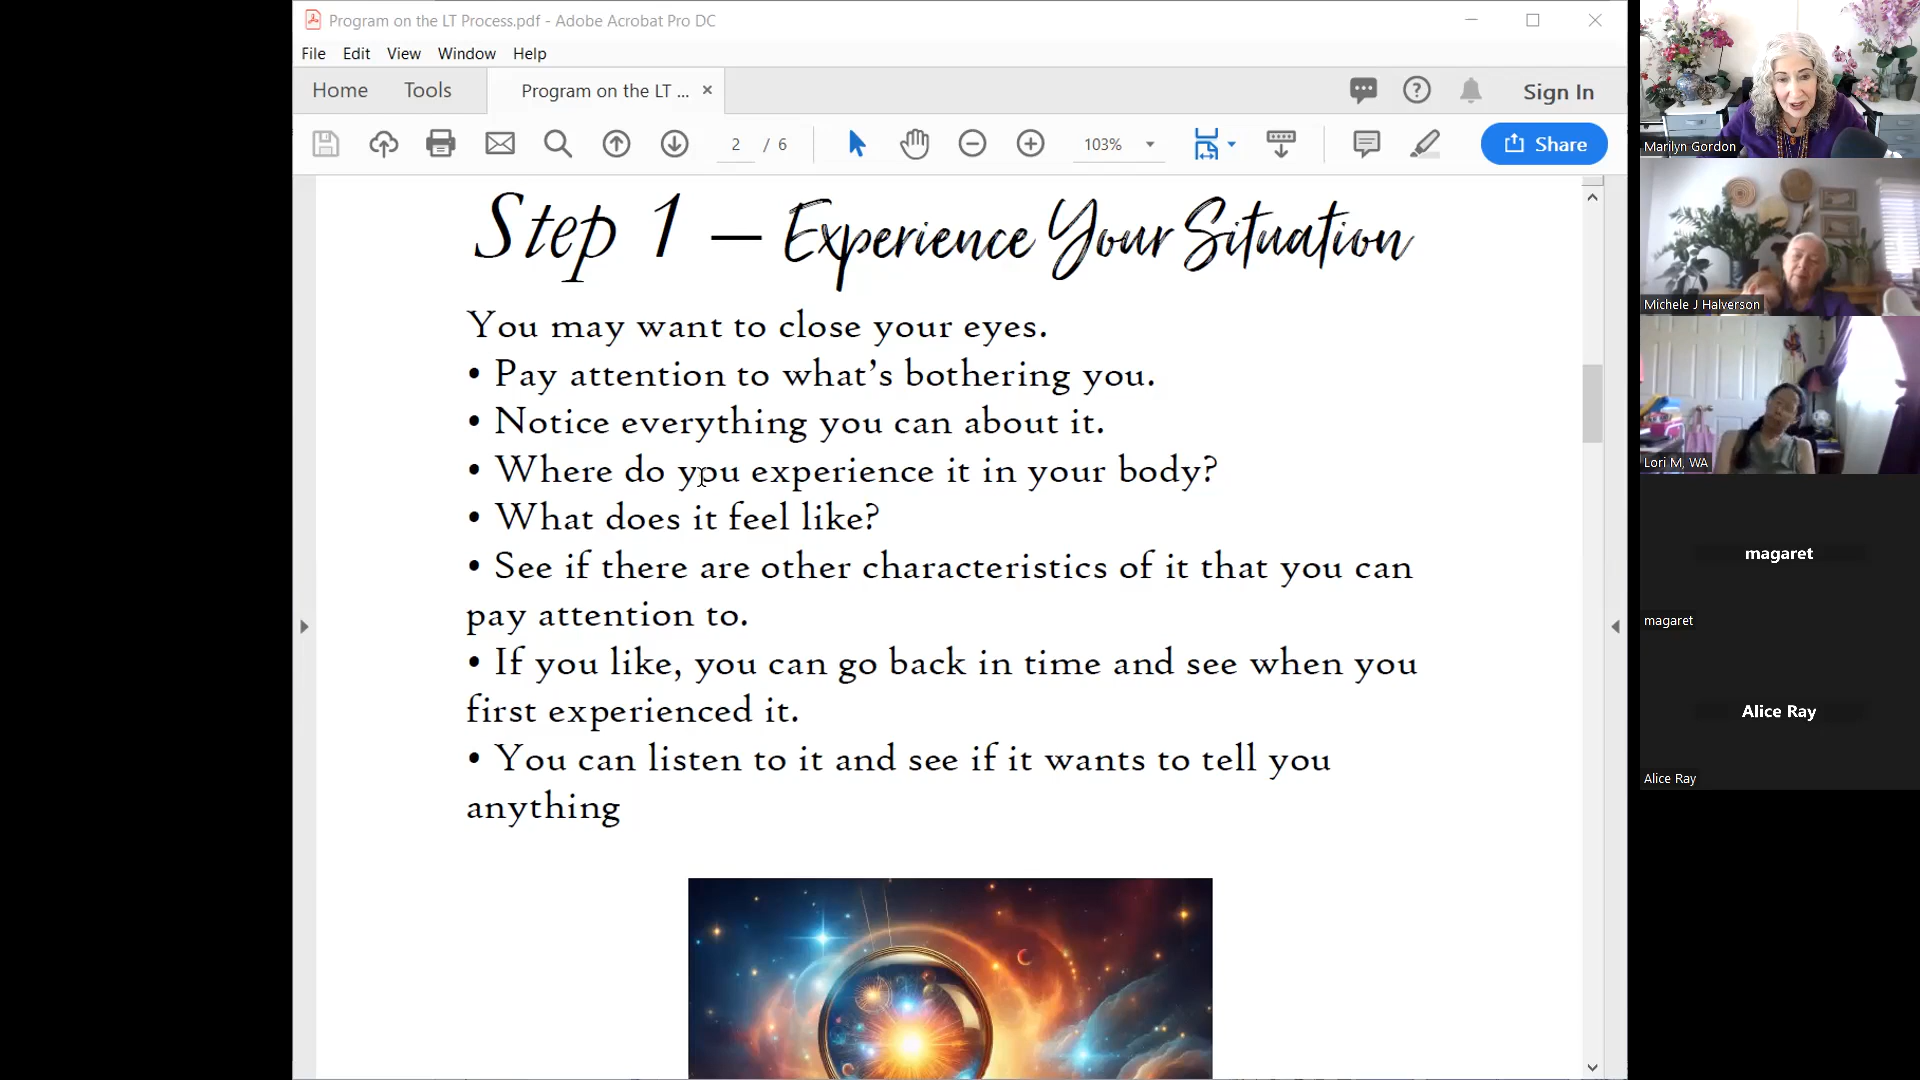 Program on the LT Process.pdf - Adobe Acrobat Pro DC
File Edit View Window Help
Home Tools Program on the LT ... × Sign In
2 / 6 103% Share
Step 1 – Experience Your Situation
You may want to close your eyes.
• Pay attention to what’s bothering you.
• Notice everything you can about it.
• Where do you experience it in your body?
• What does it feel like?
• See if there are other characteristics of it that you can
pay attention to.
• If you like, you can go back in time and see when you
first experienced it.
• You can listen to it and see if it wants to tell you
anything
Marilyn Gordon
Michele J Halverson
Lori M, WA
magaret
magaret
Alice Ray
Alice Ray